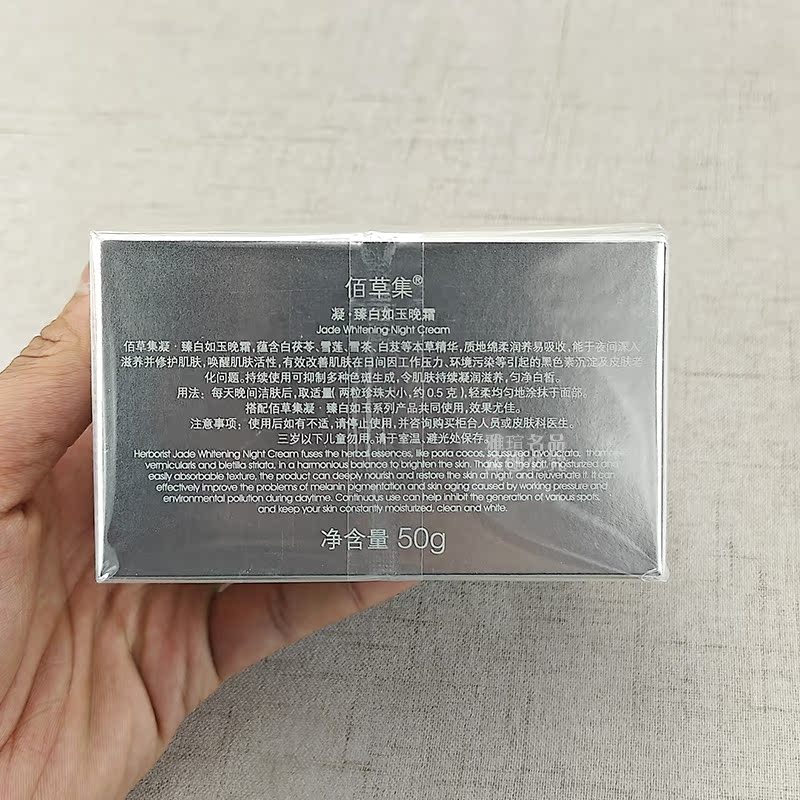 佰草集®
凝·臻白如玉晚霜
Jade Whitening Night Cream
佰草集凝·臻白如玉晚霜，蕴含白茯苓、雪莲、雪茶、白芨等本草精华，质地绵柔润养易吸收，能于夜间深入
滋养并修护肌肤，唤醒肌肤活性，有效改善肌肤在日间因工作压力、环境污染等引起的黑色素沉淀及皮肤老
化问题。持续使用可抑制多种色斑生成，令肌肤持续凝润滋养，匀净白皙。
用法：每天晚间洁肤后，取适量（两粒珍珠大小，约0.5克），轻柔均匀地涂抹于面部。
搭配佰草集凝·臻白如玉系列产品共同使用，效果尤佳。
注意事项：使用后如有不适，请停止使用，并咨询购买柜台人员或皮肤科医生。
三岁以下儿童勿用。请于室温、避光处保存。
雅琼名品
Herborist Jade Whitening Night Cream fuses the herbal essences, like poria cocos, saussurea involucrata, thamnolia
vermicularis and bletilla striata, in a harmonious balance to brighten the skin. Thanks to the soft, moisturized and
easily absorbable texture, the product can deeply nourish and restore the skin at night, and rejuvenate it. It can
effectively improve the problems of melanin pigmentation and skin aging caused by working pressure and
environmental pollution during daytime. Continuous use can help inhibit the generation of various spots,
and keep your skin constantly moisturized, clean and white.
净含量 50g